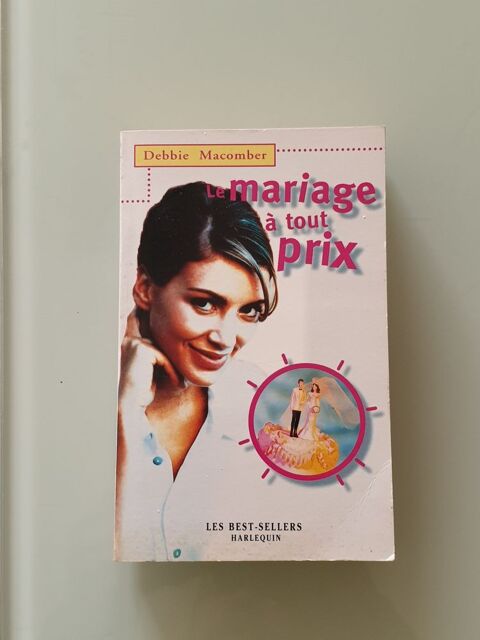 Debbie Macomber
Le mariage
à tout
prix
LES BEST-SELLERS
HARLEQUIN